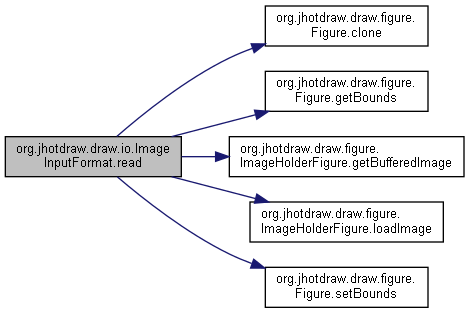 org.jhotdraw.draw.io.Image
InputFormat.read
org.jhotdraw.draw.figure.
Figure.clone
org.jhotdraw.draw.figure.
Figure.getBounds
org.jhotdraw.draw.figure.
ImageHolderFigure.getBufferedImage
org.jhotdraw.draw.figure.
ImageHolderFigure.loadImage
org.jhotdraw.draw.figure.
Figure.setBounds